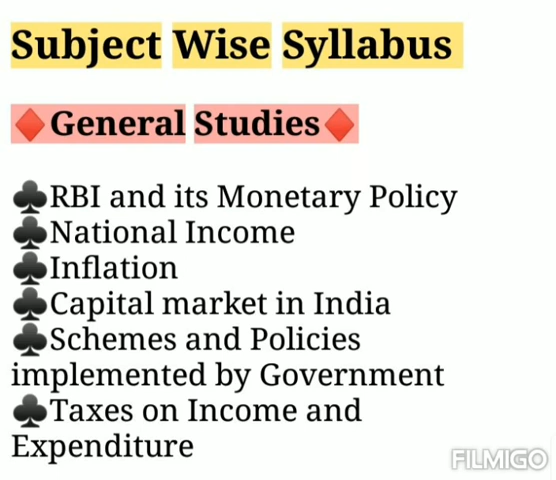 Subject Wise Syllabus
♦General Studies♦
♣RBI and its Monetary Policy
♣National Income
♣Inflation
♣Capital market in India
♣Schemes and Policies
implemented by Government
♣Taxes on Income and
Expenditure
FILMIGO